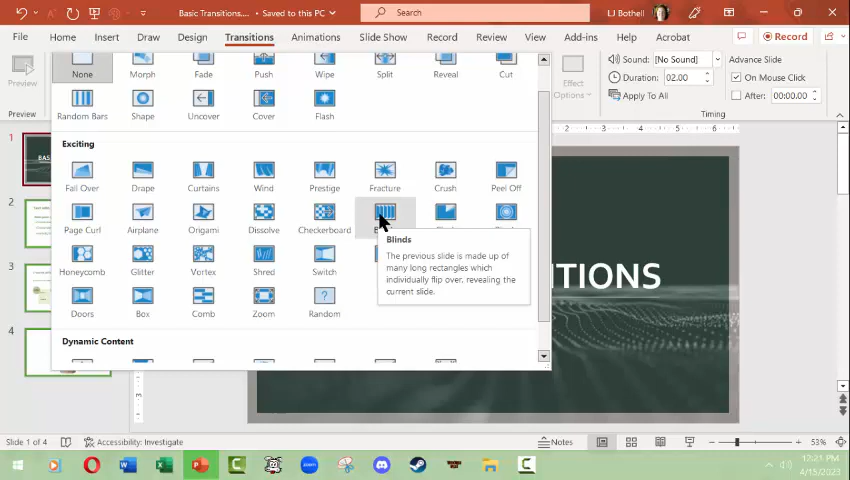 Basic Transitions.... • Saved to this PC
Search
LJ Bothell
File Home Insert Draw Design Transitions Animations Slide Show Record Review View Add-ins Help Acrobat
Record
Preview
Preview
None Morph Fade Push Wipe Split Reveal Cut
Random Bars Shape Uncover Cover Flash
Exciting
Fall Over Drape Curtains Wind Prestige Fracture Crush Peel Off
Page Curl Airplane Origami Dissolve Checkerboard
Blinds
The previous slide is made up of
many long rectangles which
individually flip over, revealing the
current slide.
Honeycomb Glitter Vortex Shred Switch
Doors Box Comb Zoom Random
Dynamic Content
Effect
Options
Sound: [No Sound]
Duration: 02.00
Apply To All
Advance Slide
On Mouse Click
After: 00:00.00
Timing
1
2
3
4
ITIONS
Slide 1 of 4
Accessibility: Investigate
Notes
53%
12:21 PM
4/15/2023